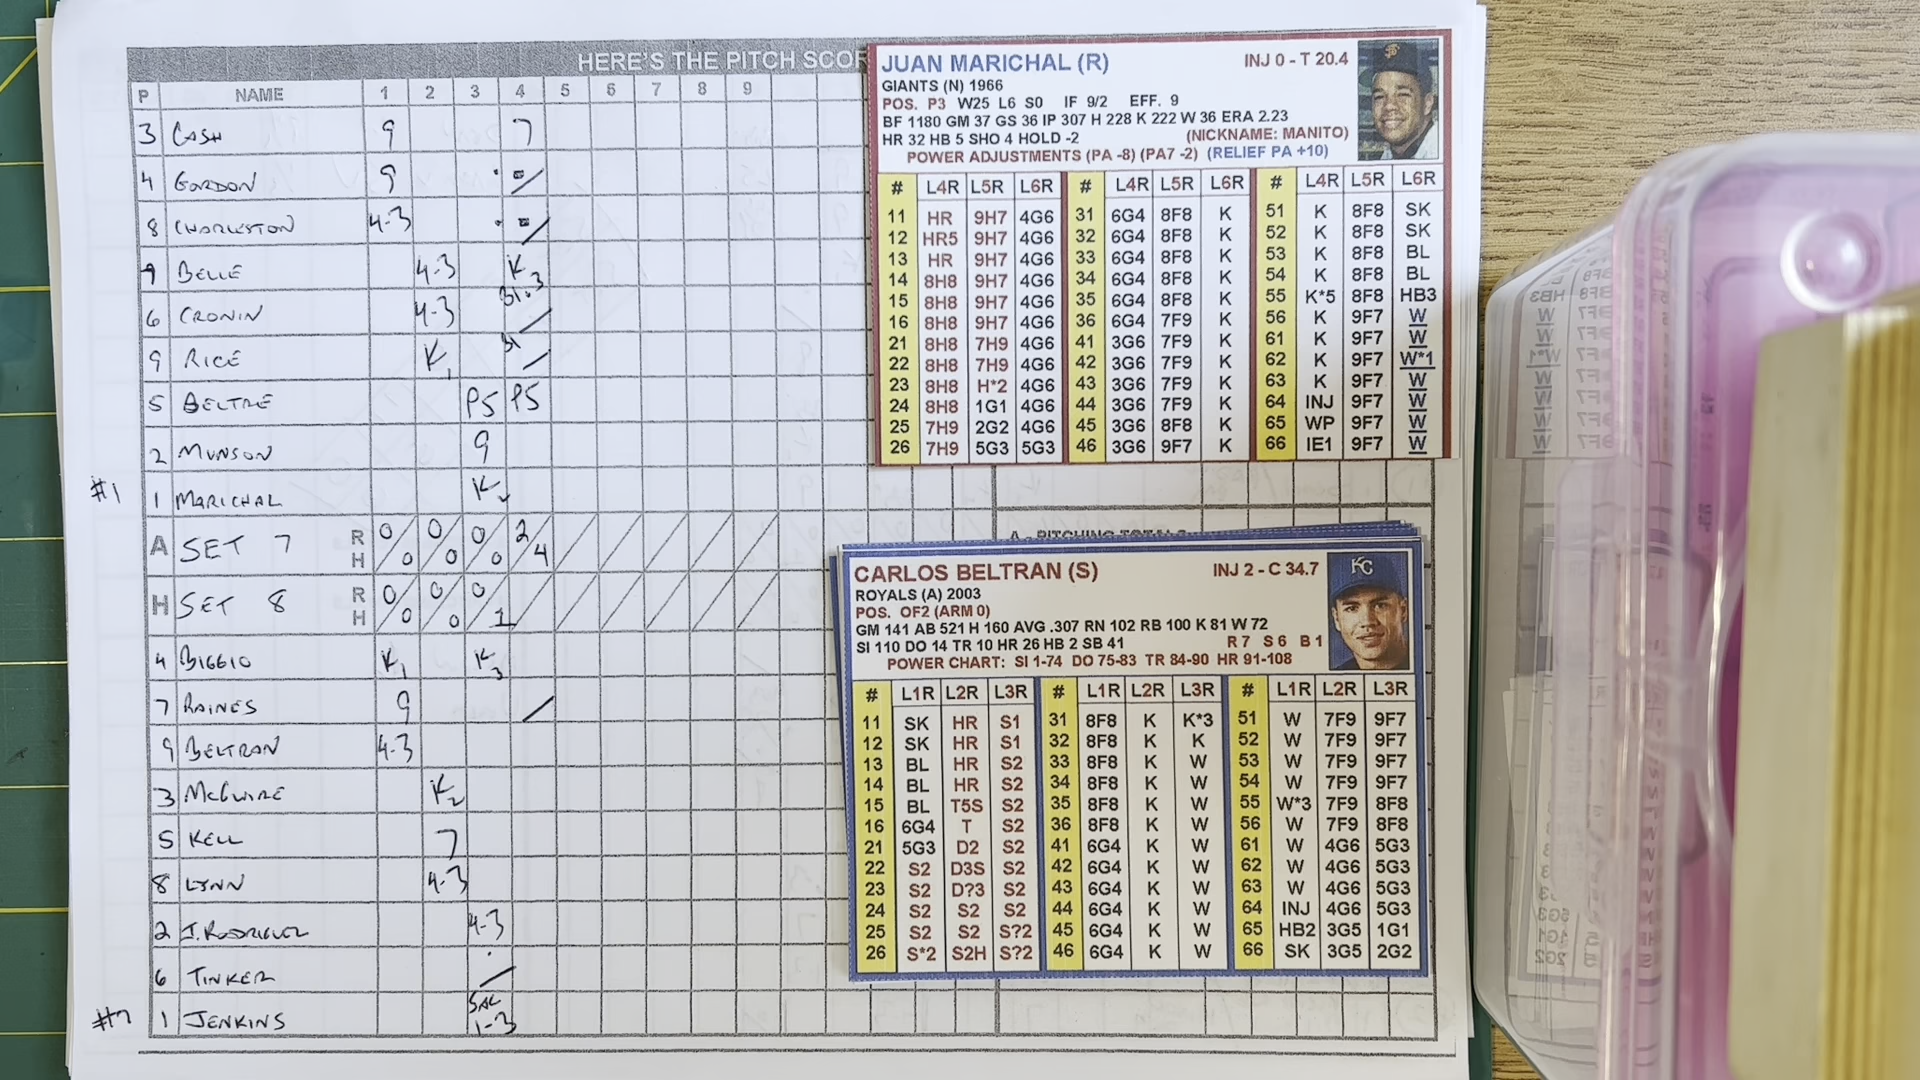 HERE'S THE PITCH SCOR
P NAME 1 2 3 4 5 6 7 8 9
3 CASH 9 7
4 GORDON 9
8 CHARLESTON 4-3
BELLE 4-3 K
6 CRONIN 4-3
9 RICE K1
5 BELTRE P5 P5
2 MUNSON 9
#1 1 MARICHAL K
A SET 7 R H 0/0 0/0 0/0 2/4
H SET 8 R H 0/0 0/0 0/1
4 BIGGIO K1 K3
7 RAINES 9
9 BELTRAN 4-3
3 McGWIRE K2
5 KELL 7
8 LYNN 4-3
2 I.RODRIGUEZ 4-3
6 TINKER
1 JENKINS SAC 1-3
JUAN MARICHAL (R) INJ 0 - T 20.4
GIANTS (N) 1966
POS. P3 W25 L6 S0 IF 9/2 EFF. 9
BF 1180 GM 37 GS 36 IP 307 H 228 K 222 W 36 ERA 2.23
HR 32 HB 5 SHO 4 HOLD -2 (NICKNAME: MANITO)
POWER ADJUSTMENTS (PA -8) (PA7 -2) (RELIEF PA +10)
# L4R L5R L6R # L4R L5R L6R # L4R L5R L6R
11 HR 9H7 4G6 31 6G4 8F8 K 51 K 8F8 SK
12 HR5 9H7 4G6 32 6G4 8F8 K 52 K 8F8 SK
13 HR 9H7 4G6 33 6G4 8F8 K 53 K 8F8 BL
14 8H8 9H7 4G6 34 6G4 8F8 K 54 K 8F8 BL
15 8H8 9H7 4G6 35 6G4 8F8 K 55 K*5 8F8 HB3
16 8H8 9H7 4G6 36 6G4 7F9 K 56 K 9F7 W
21 8H8 7H9 4G6 41 3G6 7F9 K 61 K 9F7 W
22 8H8 7H9 4G6 42 3G6 7F9 K 62 K 9F7 W*1
23 8H8 H*2 4G6 43 3G6 7F9 K 63 K 9F7 W
24 8H8 1G1 4G6 44 3G6 7F9 K 64 INJ 9F7 W
25 7H9 2G2 4G6 45 3G6 8F8 K 65 WP 9F7 W
26 7H9 5G3 5G3 46 3G6 9F7 K 66 IE1 9F7 W
CARLOS BELTRAN (S) INJ 2 - C 34.7
ROYALS (A) 2003
POS. OF2 (ARM 0)
GM 141 AB 521 H 160 AVG .307 RN 102 RB 100 K 81 W 72
SI 110 DO 14 TR 10 HR 26 HB 2 SB 41 R 7 S 6 B 1
POWER CHART: SI 1-74 DO 75-83 TR 84-90 HR 91-108
# L1R L2R L3R # L1R L2R L3R # L1R L2R L3R
11 SK HR S1 31 8F8 K K*3 51 W 7F9 9F7
12 SK HR S1 32 8F8 K K 52 W 7F9 9F7
13 BL HR S2 33 8F8 K W 53 W 7F9 9F7
14 BL HR S2 34 8F8 K W 54 W 7F9 9F7
15 BL T5S S2 35 8F8 K W 55 W*3 7F9 8F8
16 6G4 T S2 36 8F8 K W 56 W 7F9 8F8
21 5G3 D2 S2 41 6G4 K W 61 W 4G6 5G3
22 S2 D3S S2 42 6G4 K W 62 W 4G6 5G3
23 S2 D?3 S2 43 6G4 K W 63 W 4G6 5G3
24 S2 S2 S2 44 6G4 K W 64 INJ 4G6 5G3
25 S2 S2 S?2 45 6G4 K W 65 HB2 3G5 1G1
26 S*2 S2H S?2 46 6G4 K W 66 SK 3G5 2G2
KC